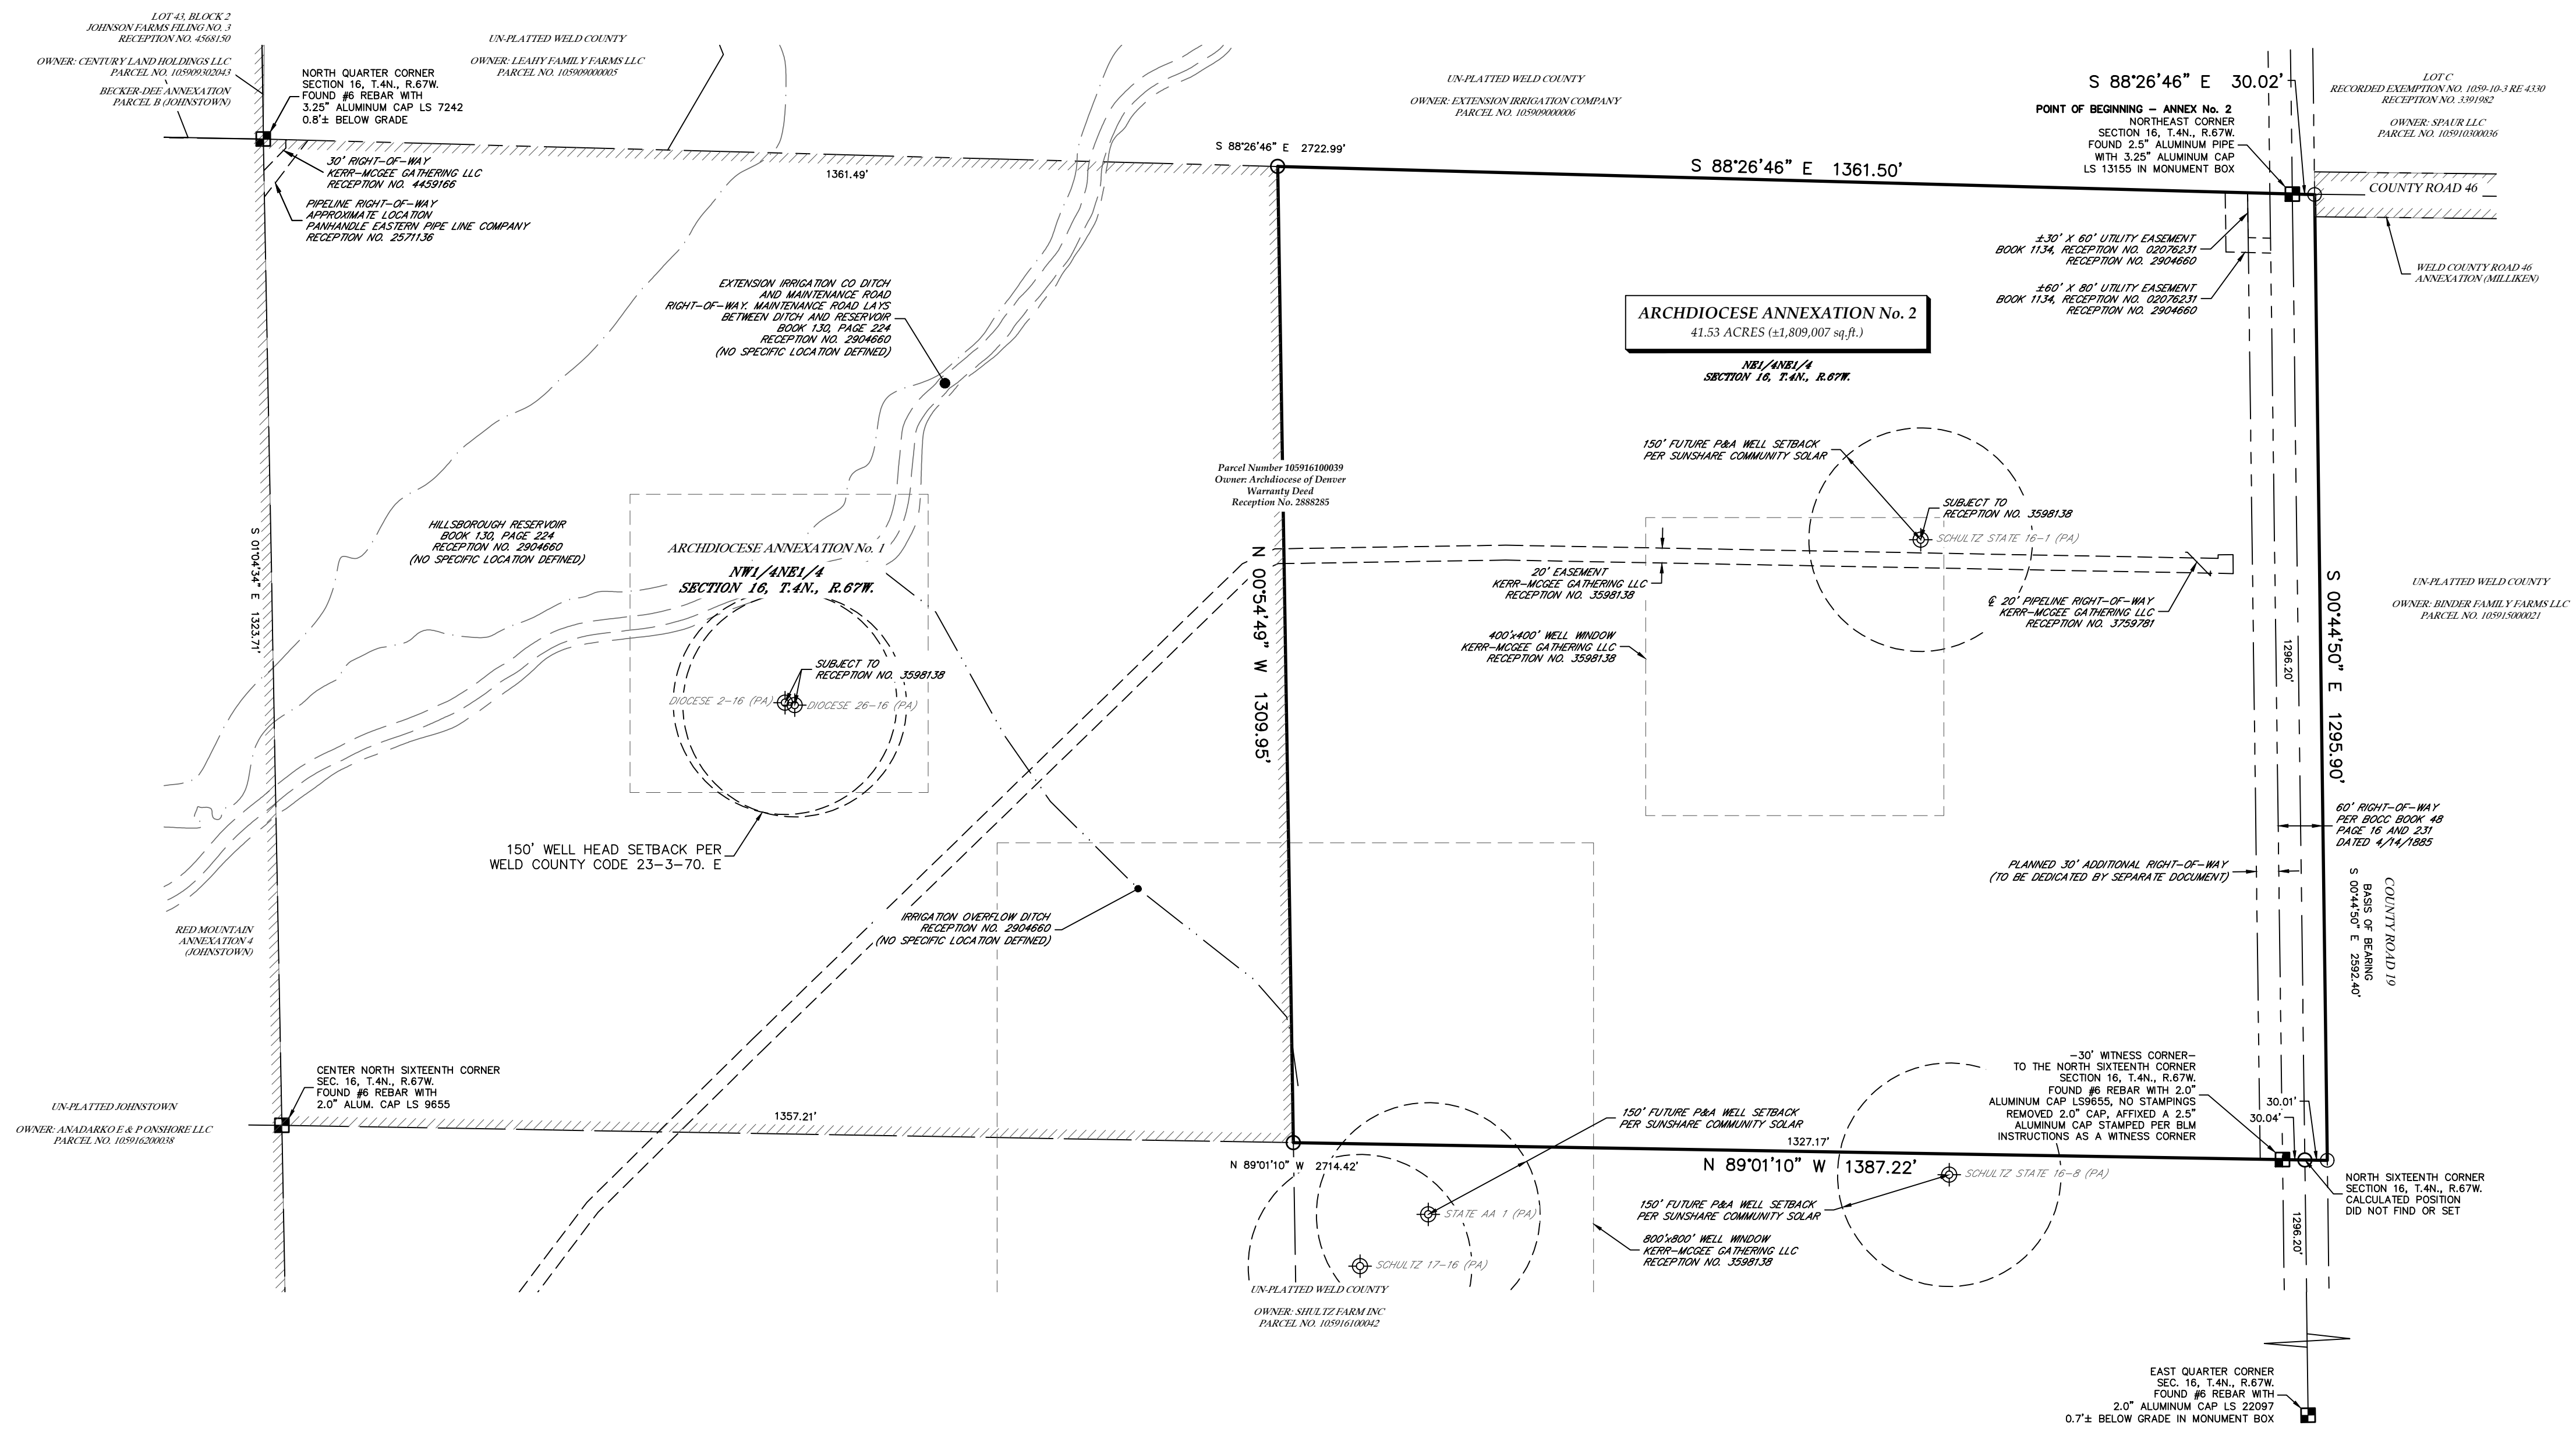 LOT 43, BLOCK 2
JOHNSON FARMS FILING NO. 3
RECEPTION NO. 4568150
OWNER: CENTURY LAND HOLDINGS LLC
PARCEL NO. 105909302043
BECKER-DEE ANNEXATION
PARCEL B (JOHNSTOWN)
NORTH QUARTER CORNER
SECTION 16, T.4N., R.67W.
FOUND #6 REBAR WITH
3.25" ALUMINUM CAP LS 7242
0.8'± BELOW GRADE
UN-PLATTED WELD COUNTY
OWNER: LEAHY FAMILY FARMS LLC
PARCEL NO. 105909000005
UN-PLATTED WELD COUNTY
OWNER: EXTENSION IRRIGATION COMPANY
PARCEL NO. 105909000006
S 88°26'46" E 30.02'
POINT OF BEGINNING - ANNEX No. 2
NORTHEAST CORNER
SECTION 16, T.4N., R.67W.
FOUND 2.5" ALUMINUM PIPE
WITH 3.25" ALUMINUM CAP
LS 13155 IN MONUMENT BOX
LOT C
RECORDED EXEMPTION NO. 1059-10-3 RE 4330
RECEPTION NO. 3391982
OWNER: SPAUR LLC
PARCEL NO. 105910300036
COUNTY ROAD 46
WELD COUNTY ROAD 46
ANNEXATION (MILLIKEN)
30' RIGHT-OF-WAY
KERR-MCGEE GATHERING LLC
RECEPTION NO. 4459166
PIPELINE RIGHT-OF-WAY
APPROXIMATE LOCATION
PANHANDLE EASTERN PIPE LINE COMPANY
RECEPTION NO. 2571136
1361.49'
S 88°26'46" E 2722.99'
S 88°26'46" E 1361.50'
±30' X 60' UTILITY EASEMENT
BOOK 1134, RECEPTION NO. 02076231
RECEPTION NO. 2904660
±60' X 80' UTILITY EASEMENT
BOOK 1134, RECEPTION NO. 02076231
RECEPTION NO. 2904660
EXTENSION IRRIGATION CO DITCH
AND MAINTENANCE ROAD
RIGHT-OF-WAY. MAINTENANCE ROAD LAYS
BETWEEN DITCH AND RESERVOIR
BOOK 130, PAGE 224
RECEPTION NO. 2904660
(NO SPECIFIC LOCATION DEFINED)
ARCHDIOCESE ANNEXATION No. 2
41.53 ACRES (±1,809,007 sq.ft.)
NE1/4NE1/4
SECTION 16, T.4N., R.67W.
Parcel Number 105916100039
Owner: Archdiocese of Denver
Warranty Deed
Reception No. 2888285
150' FUTURE P&A WELL SETBACK
PER SUNSHARE COMMUNITY SOLAR
SUBJECT TO
RECEPTION NO. 3598138
SCHULTZ STATE 16-1 (PA)
S 01°04'34" E 1323.71'
HILLSBOROUGH RESERVOIR
BOOK 130, PAGE 224
RECEPTION NO. 2904660
(NO SPECIFIC LOCATION DEFINED)
ARCHDIOCESE ANNEXATION No. 1
NW1/4NE1/4
SECTION 16, T.4N., R.67W.
N 00°54'49" W 1309.95'
20' EASEMENT
KERR-MCGEE GATHERING LLC
RECEPTION NO. 3598138
℄ 20' PIPELINE RIGHT-OF-WAY
KERR-MCGEE GATHERING LLC
RECEPTION NO. 3759781
400'x400' WELL WINDOW
KERR-MCGEE GATHERING LLC
RECEPTION NO. 3598138
UN-PLATTED WELD COUNTY
OWNER: BINDER FAMILY FARMS LLC
PARCEL NO. 105915000021
S 00°44'50" E 1295.90'
1296.20'
SUBJECT TO
RECEPTION NO. 3598138
DIOCESE 2-16 (PA)
DIOCESE 26-16 (PA)
150' WELL HEAD SETBACK PER
WELD COUNTY CODE 23-3-70. E
60' RIGHT-OF-WAY
PER BOCC BOOK 48
PAGE 16 AND 231
DATED 4/14/1885
PLANNED 30' ADDITIONAL RIGHT-OF-WAY
(TO BE DEDICATED BY SEPARATE DOCUMENT)
COUNTY ROAD 19
BASIS OF BEARING
S 00°44'50" E 2592.40'
RED MOUNTAIN
ANNEXATION 4
(JOHNSTOWN)
IRRIGATION OVERFLOW DITCH
RECEPTION NO. 2904660
(NO SPECIFIC LOCATION DEFINED)
CENTER NORTH SIXTEENTH CORNER
SEC. 16, T.4N., R.67W.
FOUND #6 REBAR WITH
2.0" ALUM. CAP LS 9655
UN-PLATTED JOHNSTOWN
OWNER: ANADARKO E & P ONSHORE LLC
PARCEL NO. 105916200038
1357.21'
-30' WITNESS CORNER-
TO THE NORTH SIXTEENTH CORNER
SECTION 16, T.4N., R.67W.
FOUND #6 REBAR WITH 2.0"
ALUMINUM CAP LS9655, NO STAMPINGS
REMOVED 2.0" CAP, AFFIXED A 2.5"
ALUMINUM CAP STAMPED PER BLM
INSTRUCTIONS AS A WITNESS CORNER
30.01'
30.04'
150' FUTURE P&A WELL SETBACK
PER SUNSHARE COMMUNITY SOLAR
1327.17'
N 89°01'10" W 2714.42'
N 89°01'10" W 1387.22'
SCHULTZ STATE 16-8 (PA)
NORTH SIXTEENTH CORNER
SECTION 16, T.4N., R.67W.
CALCULATED POSITION
DID NOT FIND OR SET
150' FUTURE P&A WELL SETBACK
PER SUNSHARE COMMUNITY SOLAR
STATE AA 1 (PA)
1296.20'
800'x800' WELL WINDOW
KERR-MCGEE GATHERING LLC
RECEPTION NO. 3598138
SCHULTZ 17-16 (PA)
UN-PLATTED WELD COUNTY
OWNER: SHULTZ FARM INC
PARCEL NO. 105916100042
EAST QUARTER CORNER
SEC. 16, T.4N., R.67W.
FOUND #6 REBAR WITH
2.0" ALUMINUM CAP LS 22097
0.7'± BELOW GRADE IN MONUMENT BOX